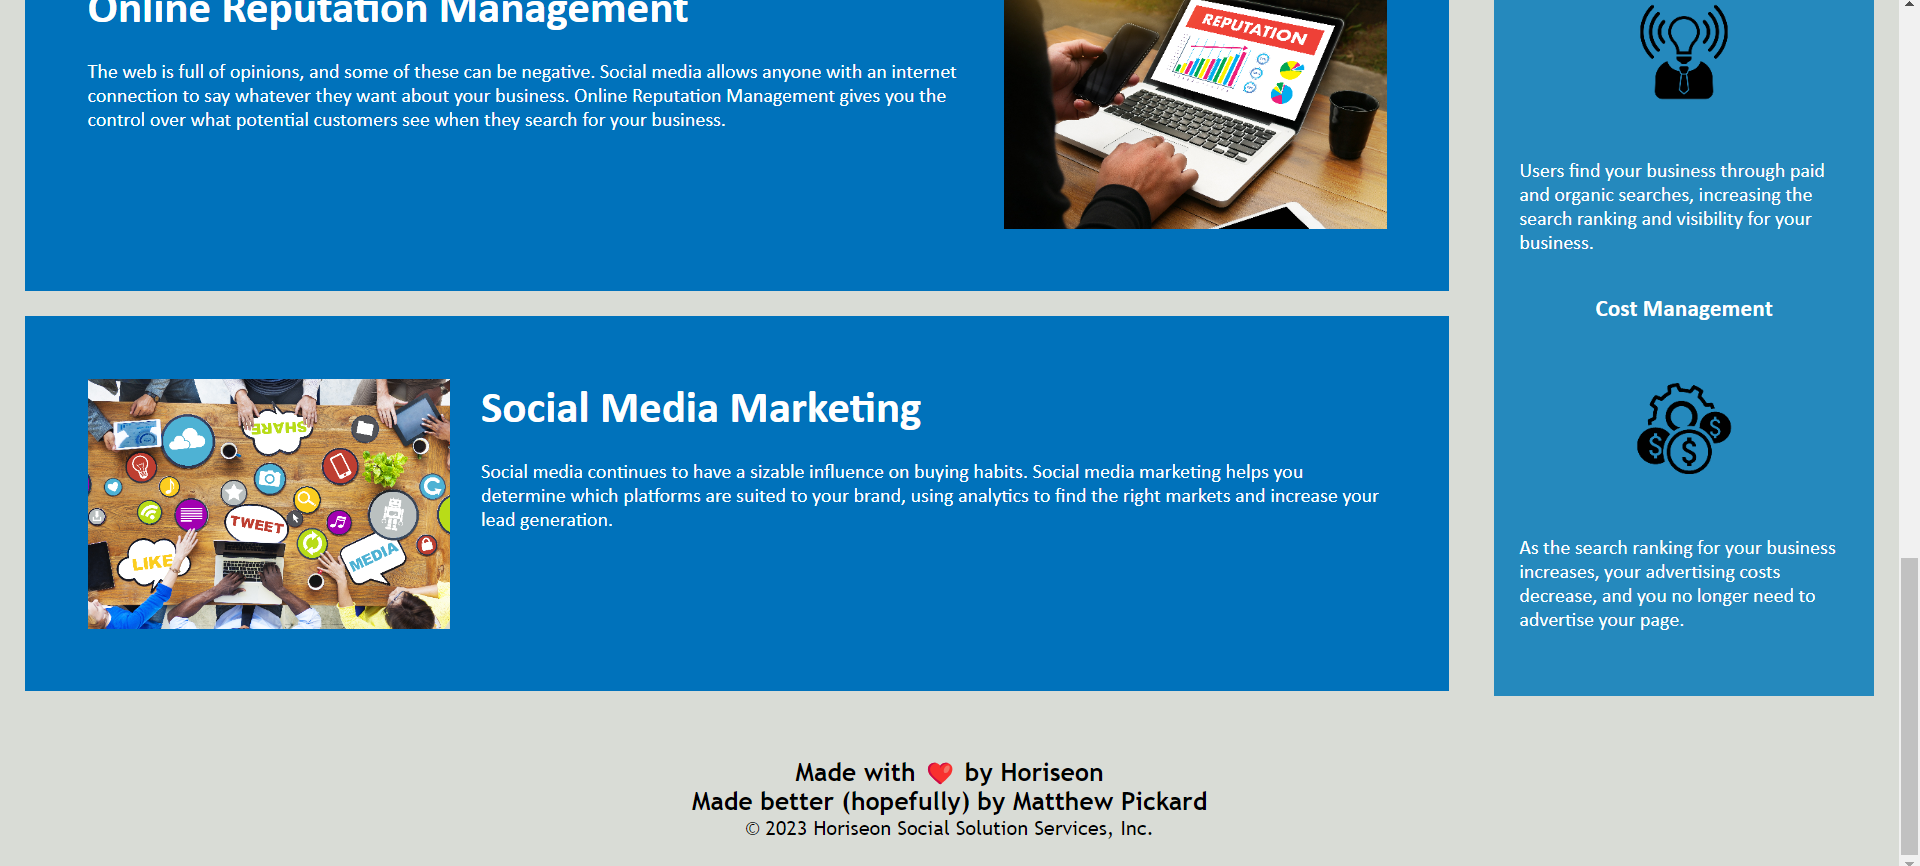 Online Reputation Management
The web is full of opinions, and some of these can be negative. Social media allows anyone with an internet
connection to say whatever they want about your business. Online Reputation Management gives you the
control over what potential customers see when they search for your business.
REPUTATION
Social Media Marketing
Social media continues to have a sizable influence on buying habits. Social media marketing helps you
determine which platforms are suited to your brand, using analytics to find the right markets and increase your
lead generation.
SHARE
TWEET
LIKE
MEDIA
Users find your business through paid
and organic searches, increasing the
search ranking and visibility for your
business.
Cost Management
$ $ $
As the search ranking for your business
increases, your advertising costs
decrease, and you no longer need to
advertise your page.
Made with ❤️ by Horiseon
Made better (hopefully) by Matthew Pickard
© 2023 Horiseon Social Solution Services, Inc.